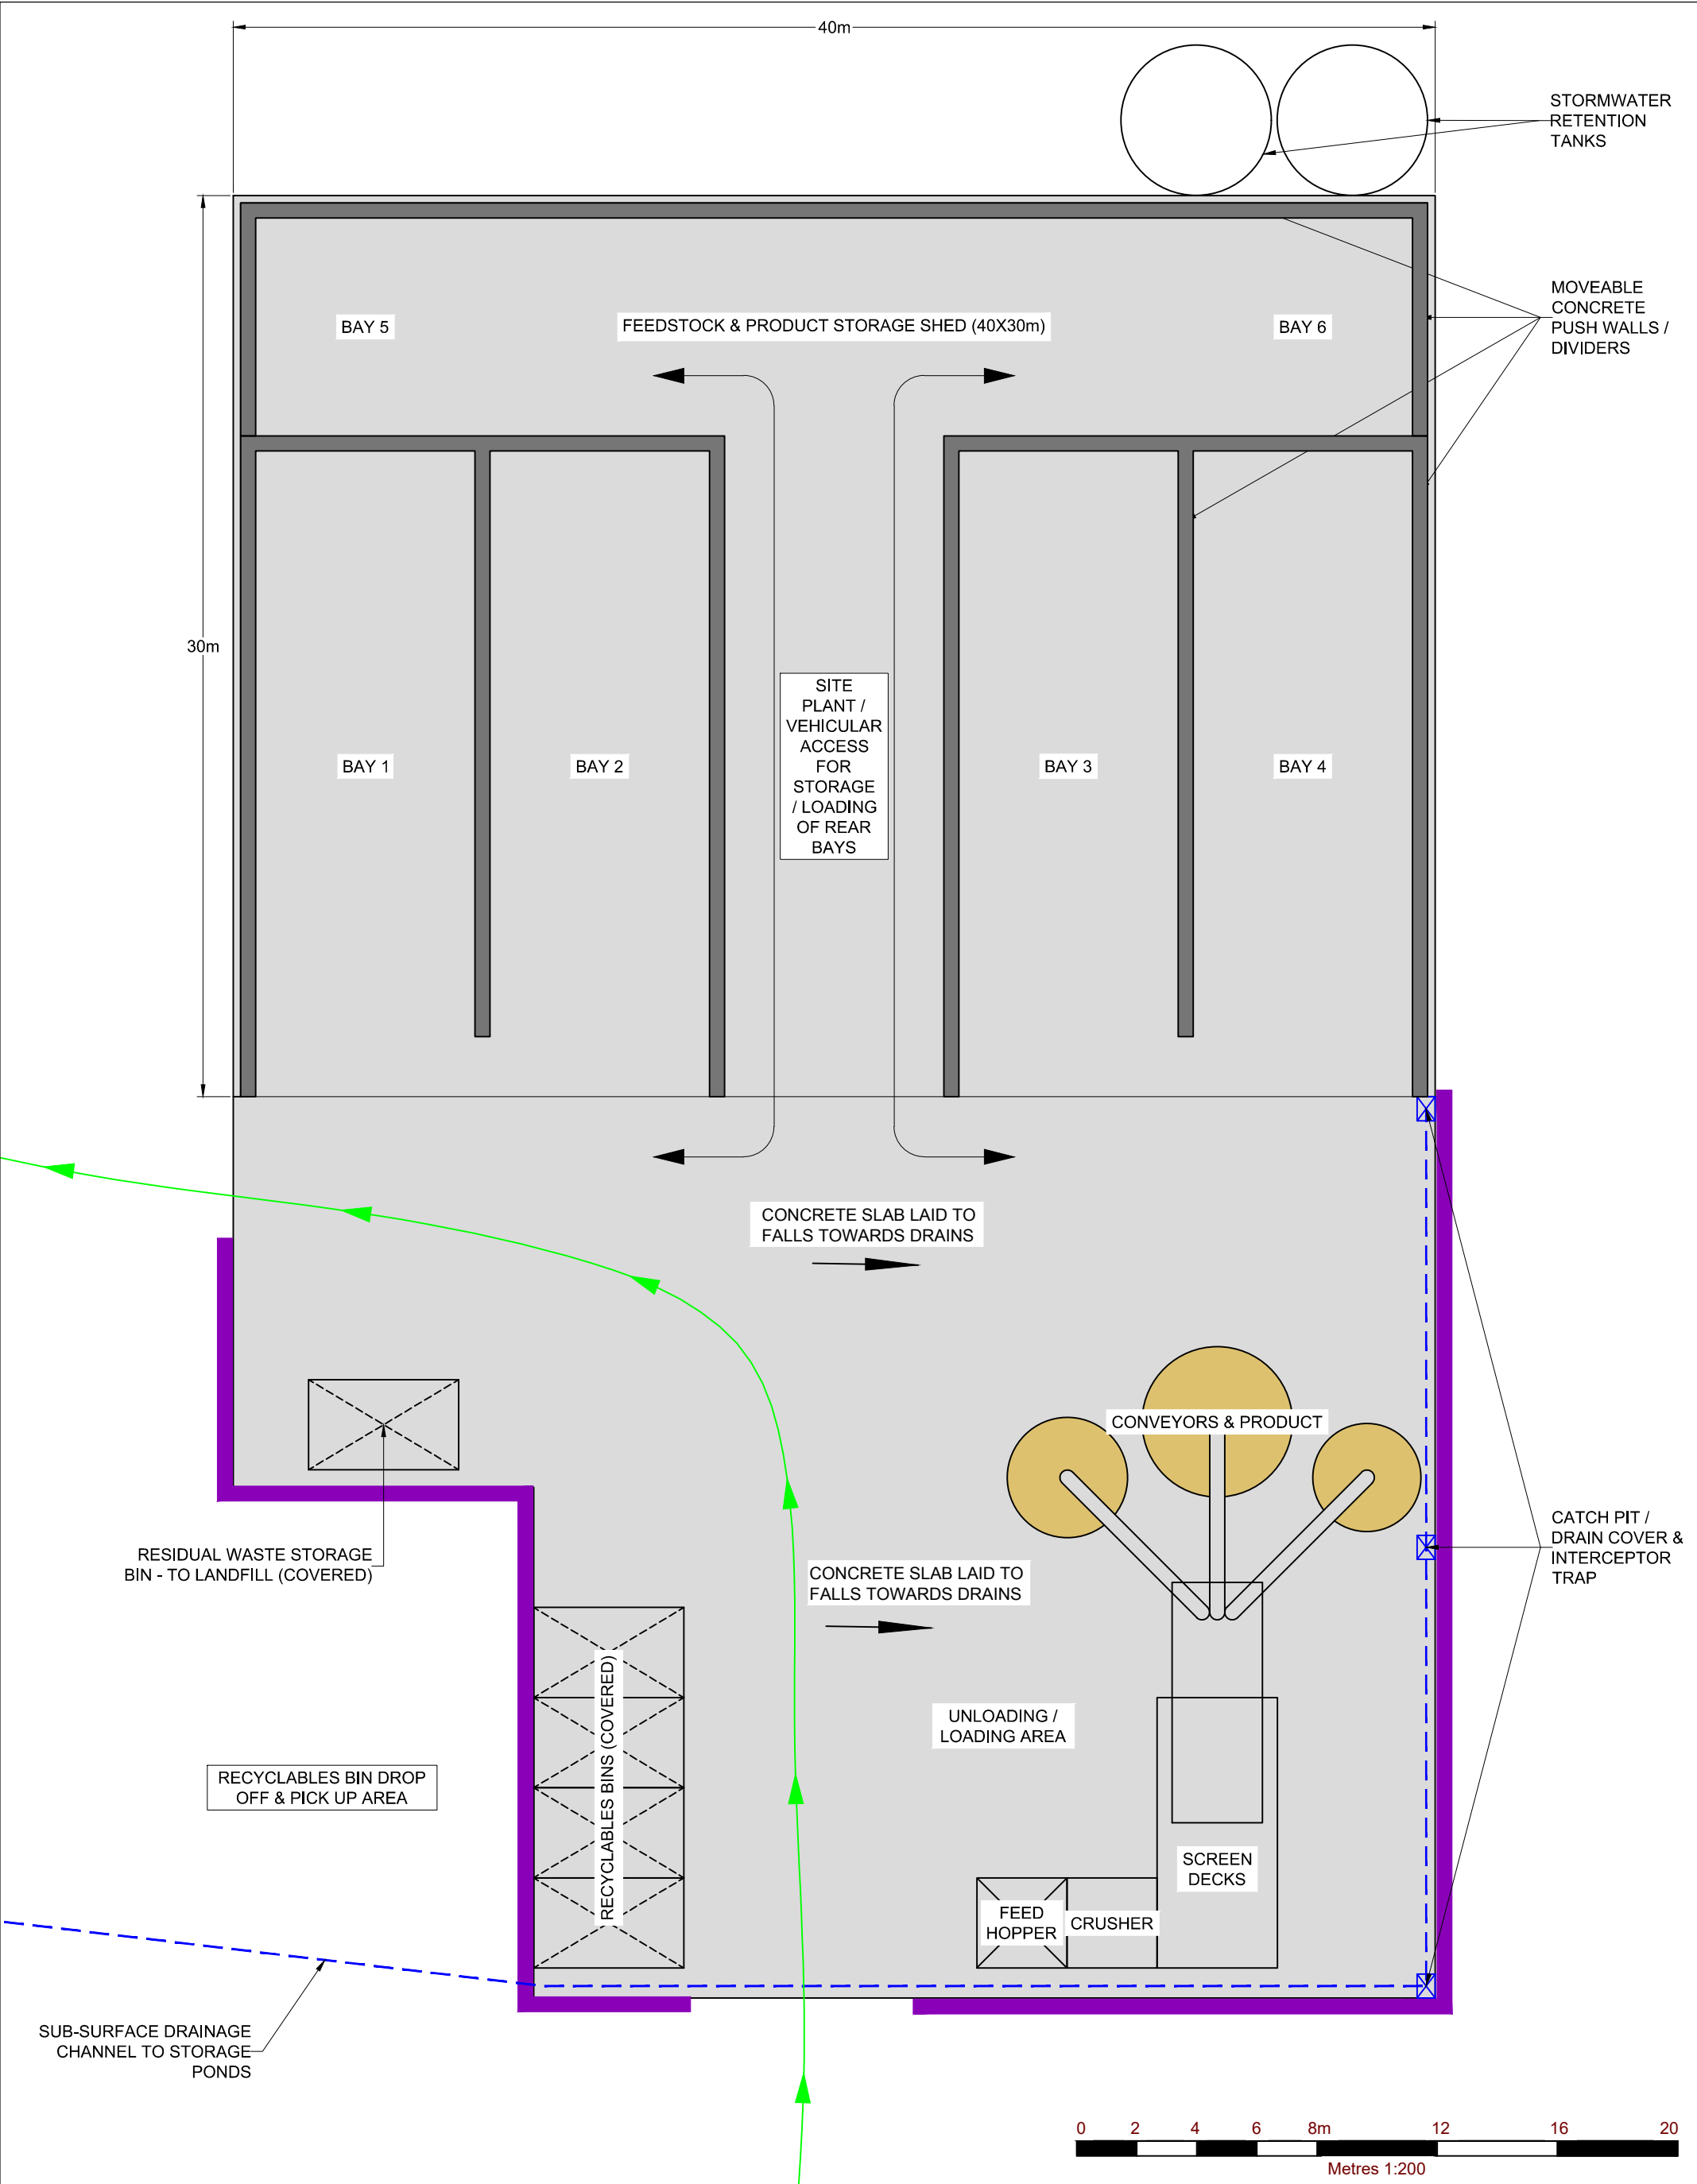 40m
STORMWATER
RETENTION
TANKS
MOVEABLE
CONCRETE
PUSH WALLS /
DIVIDERS
BAY 5
FEEDSTOCK & PRODUCT STORAGE SHED (40X30m)
BAY 6
30m
SITE
PLANT /
VEHICULAR
ACCESS
FOR
STORAGE
/ LOADING
OF REAR
BAYS
BAY 1
BAY 2
BAY 3
BAY 4
CONCRETE SLAB LAID TO
FALLS TOWARDS DRAINS
CONVEYORS & PRODUCT
RESIDUAL WASTE STORAGE
BIN - TO LANDFILL (COVERED)
CONCRETE SLAB LAID TO
FALLS TOWARDS DRAINS
CATCH PIT /
DRAIN COVER &
INTERCEPTOR
TRAP
UNLOADING /
LOADING AREA
RECYCLABLES BIN DROP
OFF & PICK UP AREA
RECYCLABLES BINS (COVERED)
SCREEN
DECKS
FEED
HOPPER
CRUSHER
SUB-SURFACE DRAINAGE
CHANNEL TO STORAGE
PONDS
0 2 4 6 8m 12 16 20
Metres 1:200